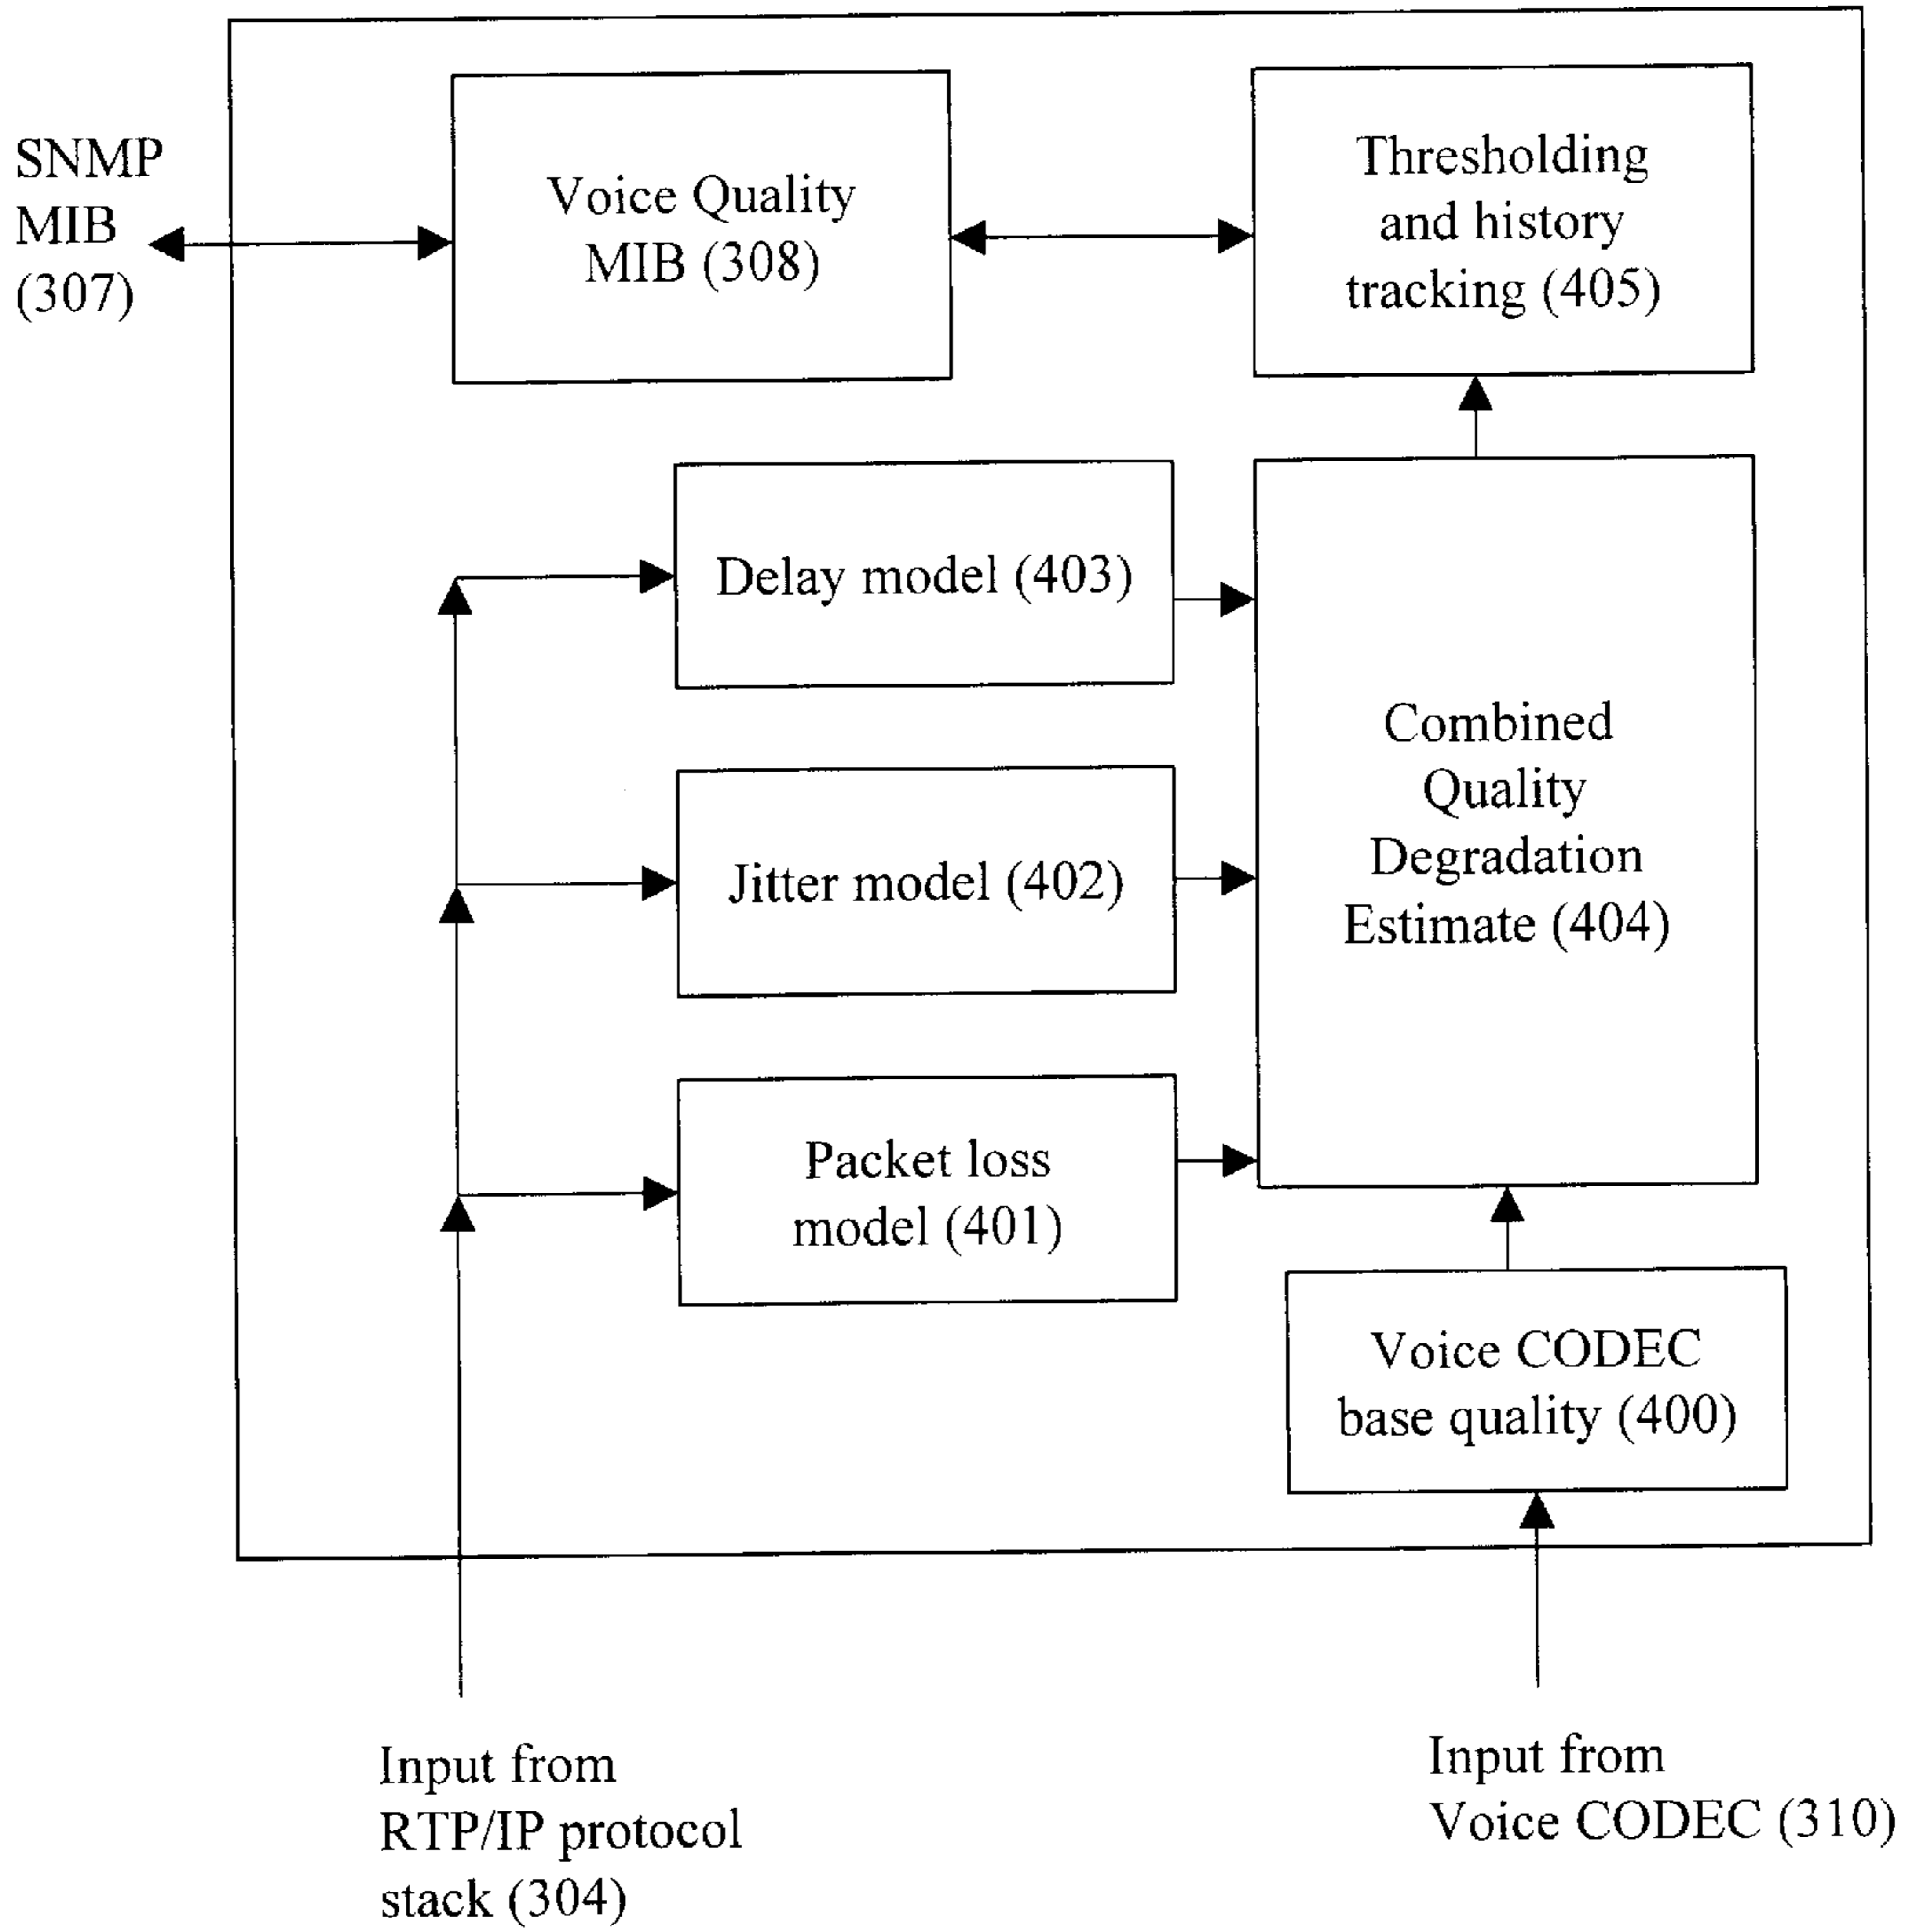 SNMP
MIB
(307)
Voice Quality
MIB (308)
Thresholding
and history
tracking (405)
Delay model (403)
Jitter model (402)
Packet loss
model (401)
Combined
Quality
Degradation
Estimate (404)
Voice CODEC
base quality (400)
Input from
RTP/IP protocol
stack (304)
Input from
Voice CODEC (310)